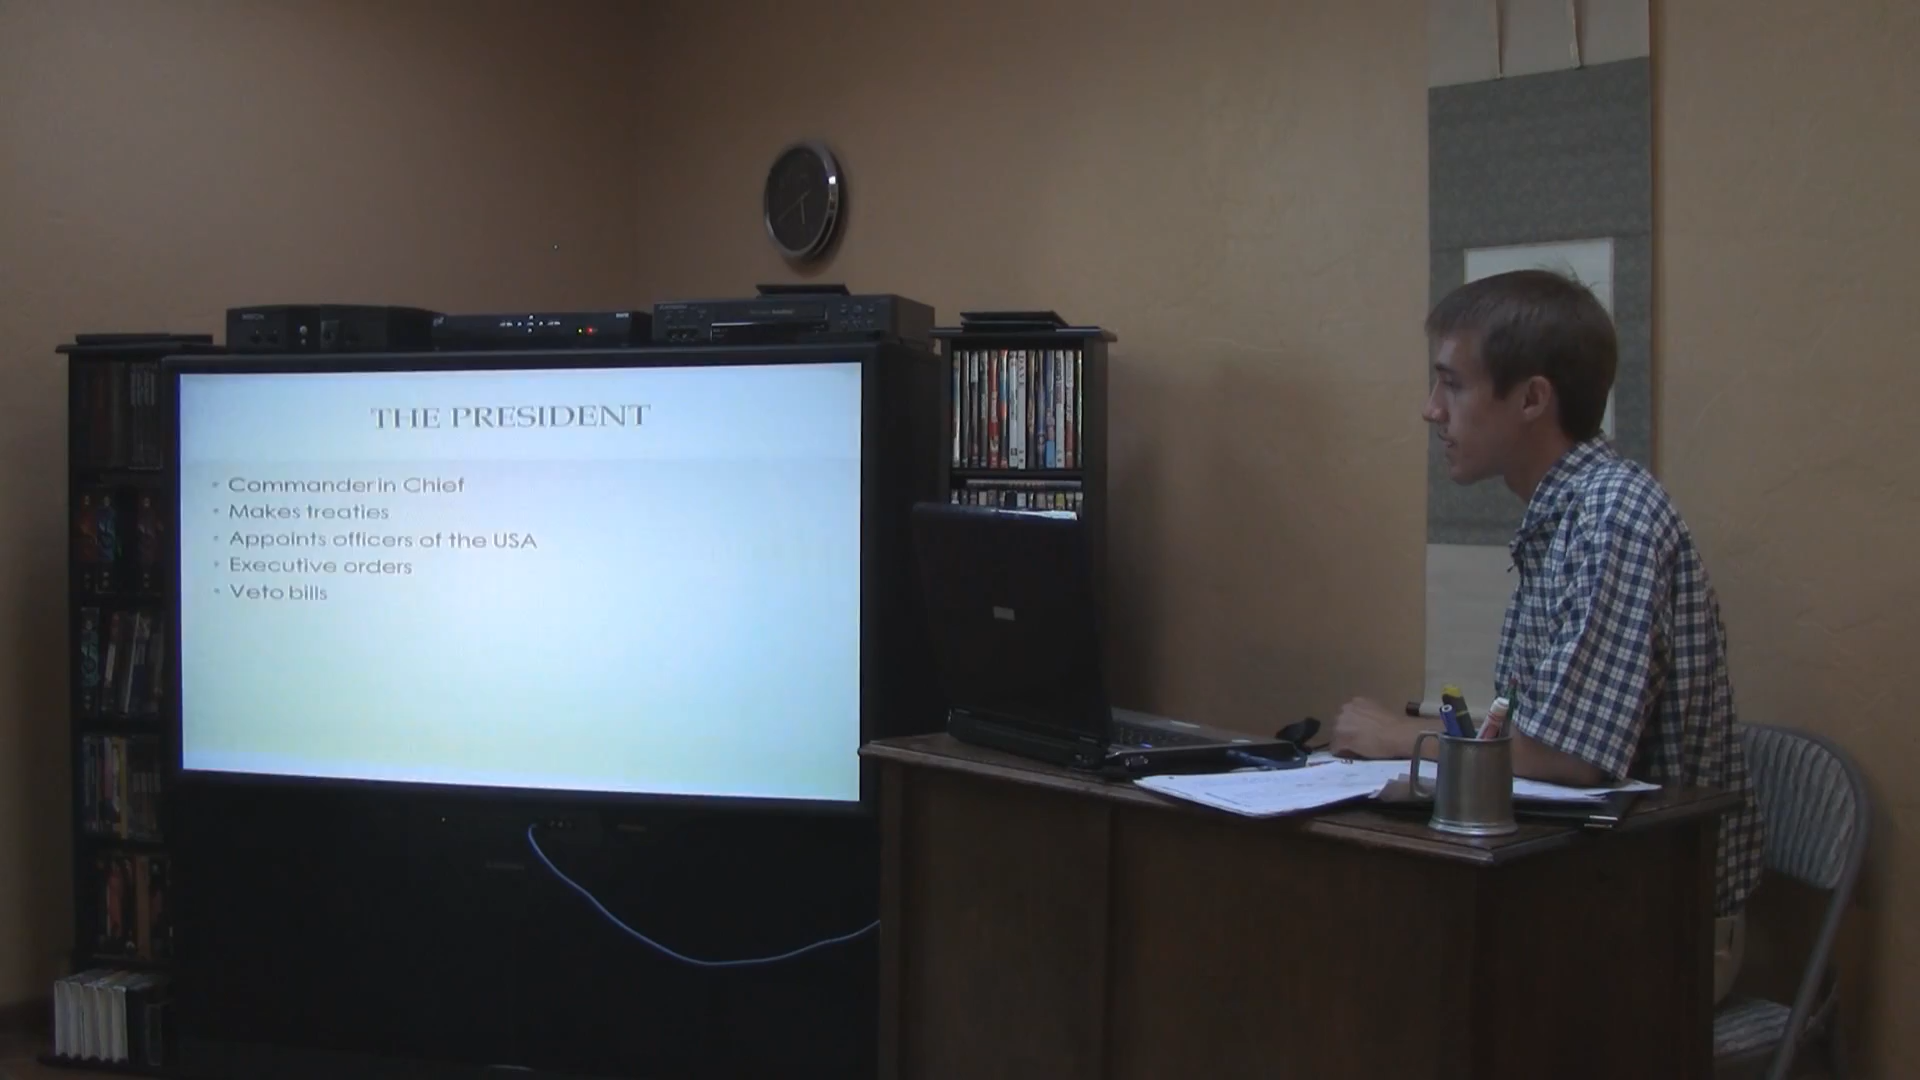 THE PRESIDENT
Commander in Chief
Makes treaties
Appoints officers of the USA
Executive orders
Veto bills